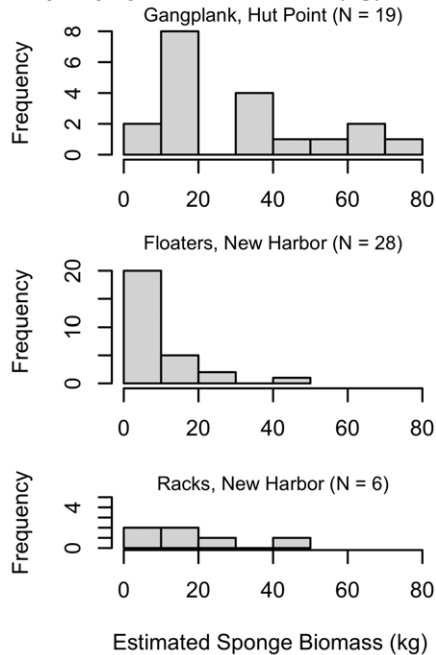 Gangplank, Hut Point (N = 19)
Frequency
8
6
4
2
0
0 20 40 60 80
Floaters, New Harbor (N = 28)
Frequency
20
10
0
0 20 40 60 80
Racks, New Harbor (N = 6)
Frequency
4
0
0 20 40 60 80
Estimated Sponge Biomass (kg)